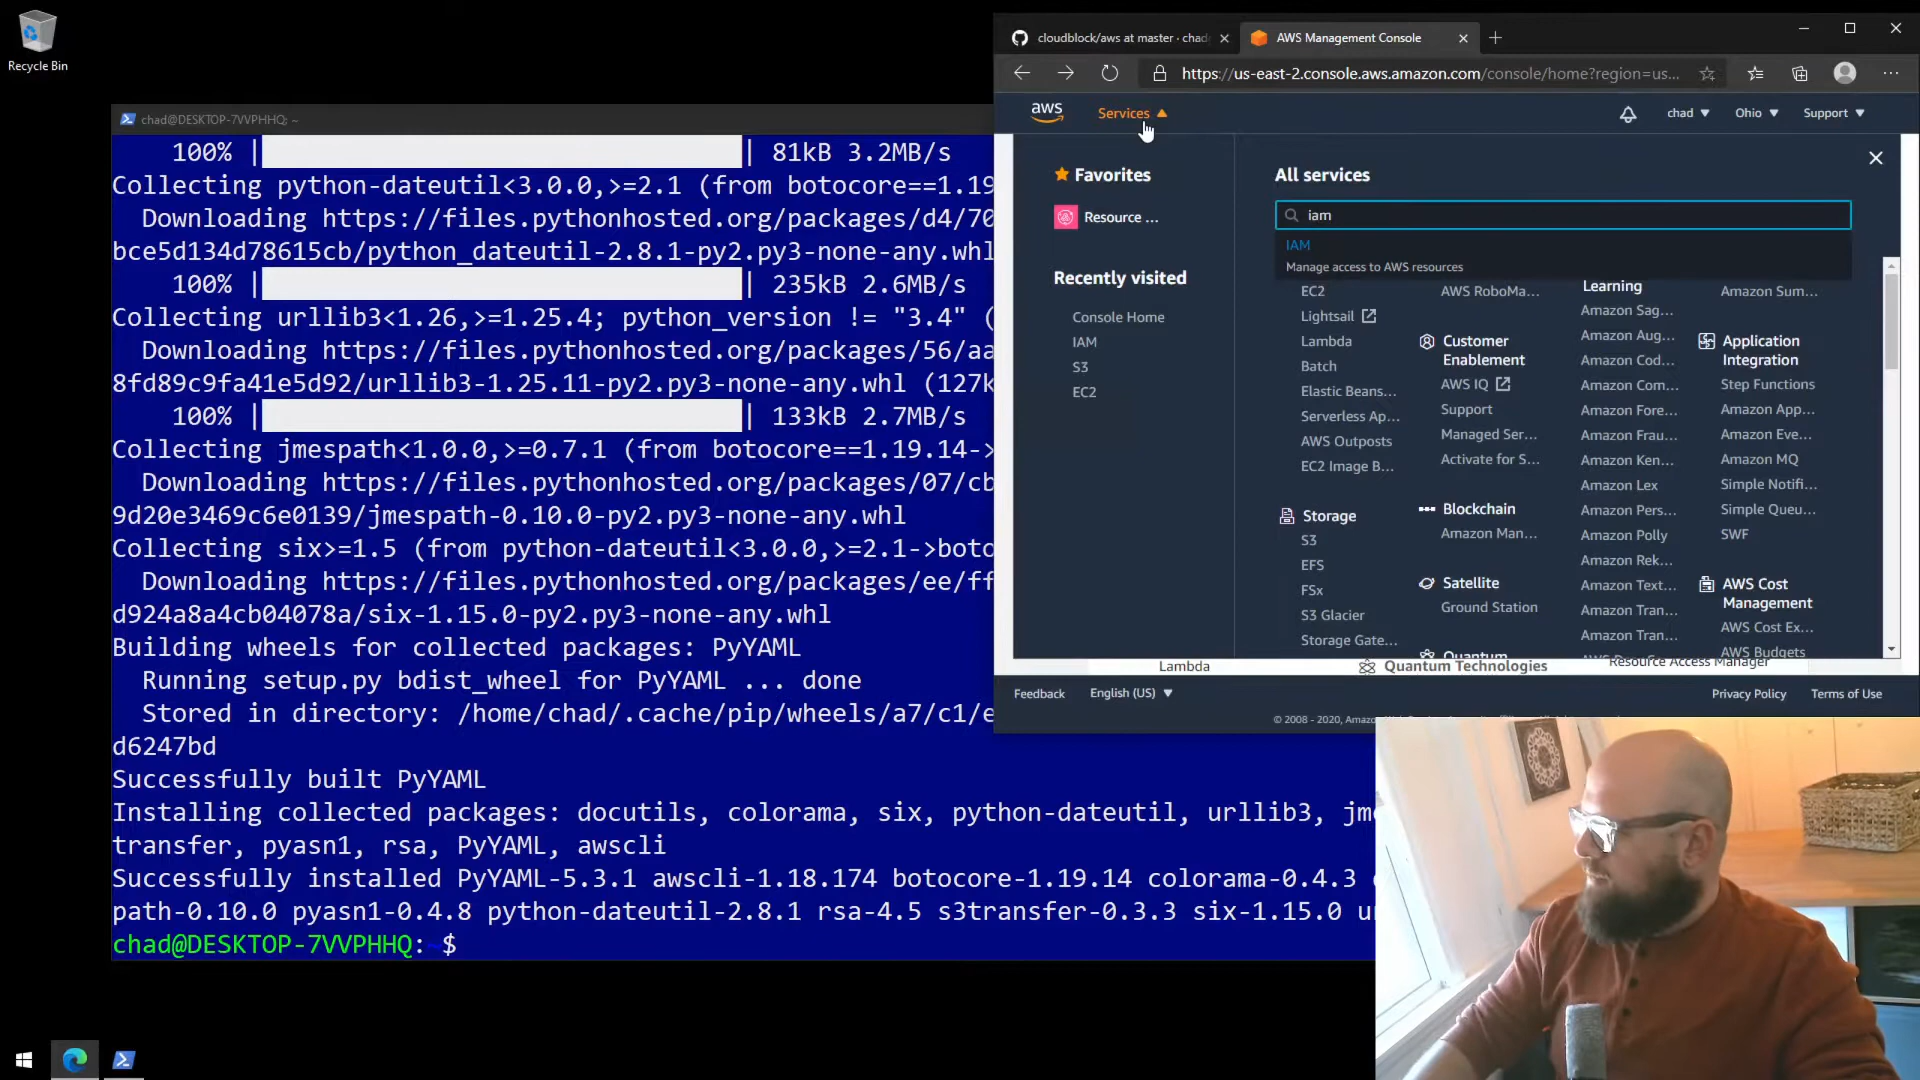 Recycle Bin
chad@DESKTOP-7VVPHHQ: ~
100% | | 81kB 3.2MB/s
Collecting python-dateutil<3.0.0,>=2.1 (from botocore==1.19
Downloading https://files.pythonhosted.org/packages/d4/70
bce5d134d78615cb/python_dateutil-2.8.1-py2.py3-none-any.whl
100% | | 235kB 2.6MB/s
Collecting urllib3<1.26,>=1.25.4; python_version != "3.4" (
Downloading https://files.pythonhosted.org/packages/56/aa
8fd89c9fa41e5d92/urllib3-1.25.11-py2.py3-none-any.whl (127k
100% | | 133kB 2.7MB/s
Collecting jmespath<1.0.0,>=0.7.1 (from botocore==1.19.14->
Downloading https://files.pythonhosted.org/packages/07/cb
9d20e3469c6e0139/jmespath-0.10.0-py2.py3-none-any.whl
Collecting six>=1.5 (from python-dateutil<3.0.0,>=2.1->boto
Downloading https://files.pythonhosted.org/packages/ee/ff
d924a8a4cb04078a/six-1.15.0-py2.py3-none-any.whl
Building wheels for collected packages: PyYAML
Running setup.py bdist_wheel for PyYAML ... done
Stored in directory: /home/chad/.cache/pip/wheels/a7/c1/e
d6247bd
Successfully built PyYAML
Installing collected packages: docutils, colorama, six, python-dateutil, urllib3, jm
transfer, pyasn1, rsa, PyYAML, awscli
Successfully installed PyYAML-5.3.1 awscli-1.18.174 botocore-1.19.14 colorama-0.4.3
path-0.10.0 pyasn1-0.4.8 python-dateutil-2.8.1 rsa-4.5 s3transfer-0.3.3 six-1.15.0 u
chad@DESKTOP-7VVPHHQ:~$
cloudblock/aws at master · chad
AWS Management Console
https://us-east-2.console.aws.amazon.com/console/home?region=us...
aws
Services
chad
Ohio
Support
Favorites
Resource ...
Recently visited
Console Home
IAM
S3
EC2
All services
iam
IAM
Manage access to AWS resources
EC2
Lightsail
Lambda
Batch
Elastic Beans...
Serverless Ap...
AWS Outposts
EC2 Image B...
Storage
S3
EFS
FSx
S3 Glacier
Storage Gate...
AWS RoboMa...
Customer
Enablement
AWS IQ
Support
Managed Ser...
Activate for S...
Blockchain
Amazon Man...
Satellite
Ground Station
Quantum
Learning
Amazon Sag...
Amazon Aug...
Amazon Cod...
Amazon Com...
Amazon Fore...
Amazon Frau...
Amazon Ken...
Amazon Lex
Amazon Pers...
Amazon Polly
Amazon Rek...
Amazon Text...
Amazon Tran...
Amazon Tran...
Amazon Sum...
Application
Integration
Step Functions
Amazon App...
Amazon Eve...
Amazon MQ
Simple Notifi...
Simple Queu...
SWF
AWS Cost
Management
AWS Cost Ex...
AWS Budgets
Lambda
Quantum Technologies
Resource Access Manager
Feedback
English (US)
Privacy Policy
Terms of Use
© 2008 - 2020, Amaz